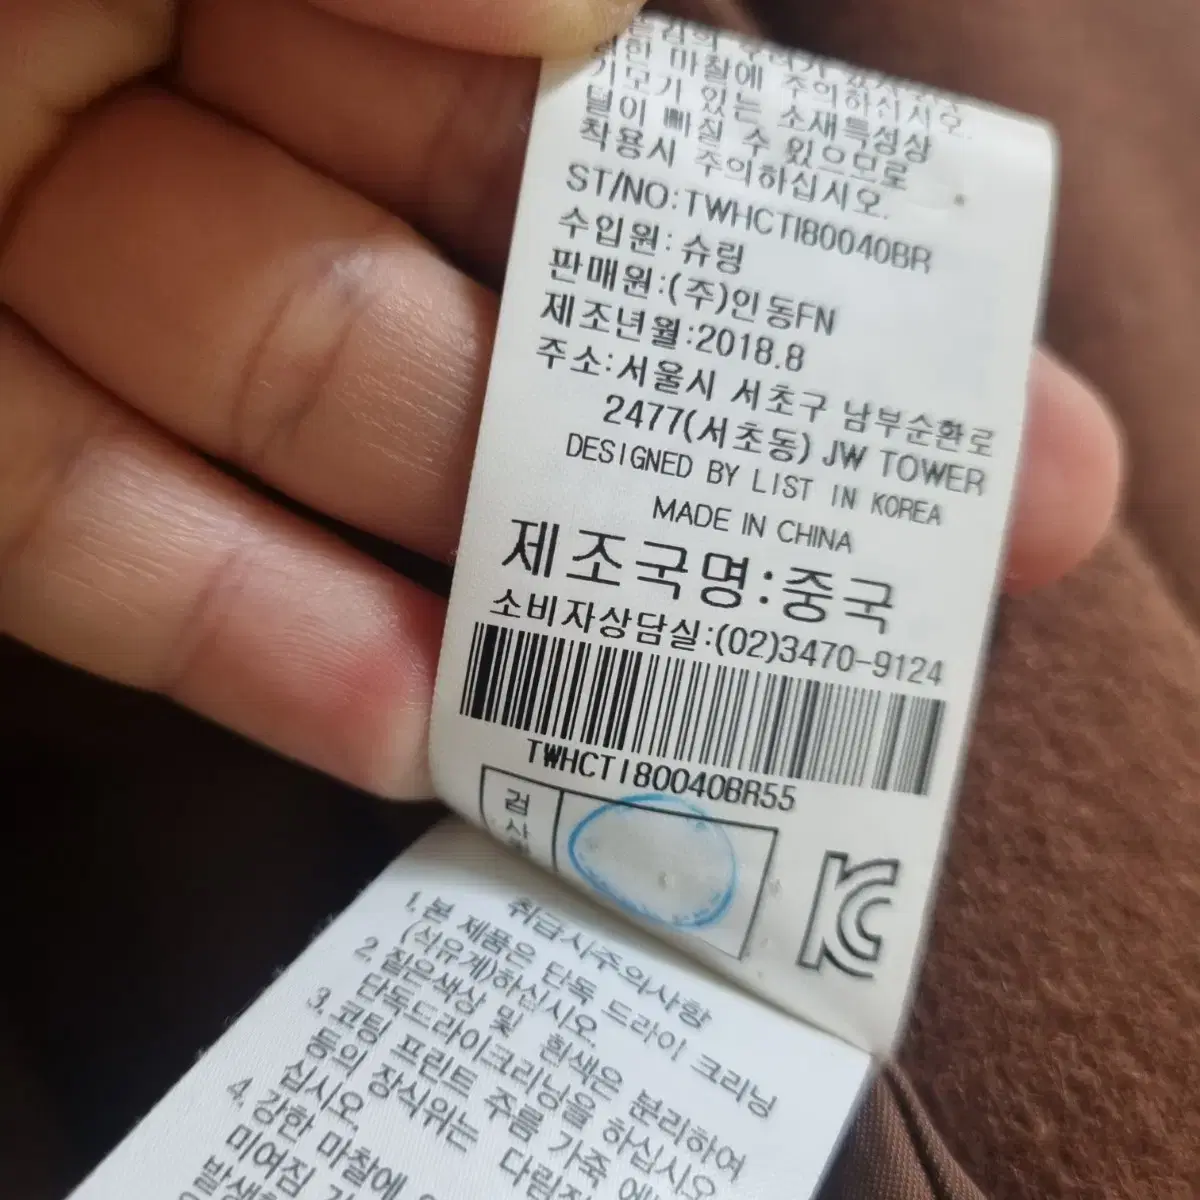 심한 마찰에 주의하십시오.
기모가 있는 소재특성상
털이 빠질 수 있으므로
착용시 주의하십시오.
ST/NO:TWHCTI80040BR
수입원:슈링
판매원:(주)인동FN
제조년월:2018.8
주소:서울시 서초구 남부순환로
2477(서초동) JW TOWER
DESIGNED BY LIST IN KOREA
MADE IN CHINA
제조국명:중국
소비자상담실:(02)3470-9124
TWHCTI80040BR55
검사
취급시주의사항
1.본 제품은 단독 드라이 크리닝
(석유계)하십시오.
2.짙은색상 및 흰색은 분리하여
단독드라이크리닝을 하십시오
3.코팅 프린트 주름 가죽
등의 장식위는
십시오.
4.강한 마찰에
미여짐